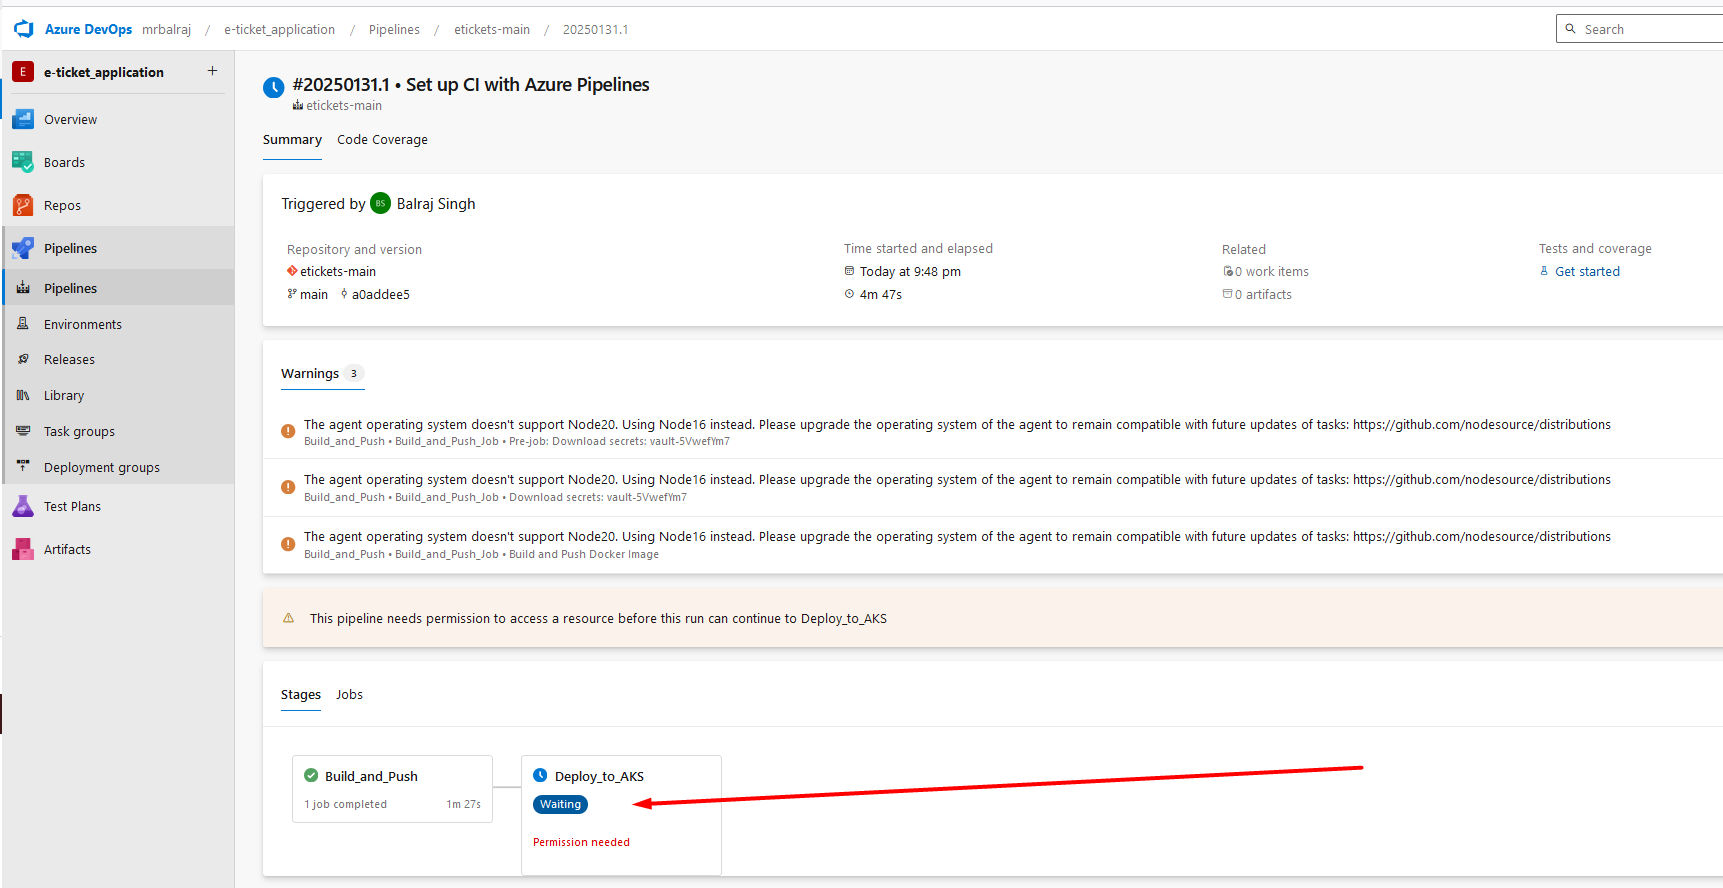 Azure DevOps mrbalraj / e-ticket_application / Pipelines / etickets-main / 20250131.1
Search
E e-ticket_application +
Overview
Boards
Repos
Pipelines
Pipelines
Environments
Releases
Library
Task groups
Deployment groups
Test Plans
Artifacts
#20250131.1 • Set up CI with Azure Pipelines
etickets-main
Summary Code Coverage
Triggered by BS Balraj Singh
Repository and version
etickets-main
main a0addee5
Time started and elapsed
Today at 9:48 pm
4m 47s
Related
0 work items
0 artifacts
Tests and coverage
Get started
Warnings 3
The agent operating system doesn't support Node20. Using Node16 instead. Please upgrade the operating system of the agent to remain compatible with future updates of tasks: https://github.com/nodesource/distributions
Build_and_Push • Build_and_Push_Job • Pre-job: Download secrets: vault-5VwefYm7
The agent operating system doesn't support Node20. Using Node16 instead. Please upgrade the operating system of the agent to remain compatible with future updates of tasks: https://github.com/nodesource/distributions
Build_and_Push • Build_and_Push_Job • Download secrets: vault-5VwefYm7
The agent operating system doesn't support Node20. Using Node16 instead. Please upgrade the operating system of the agent to remain compatible with future updates of tasks: https://github.com/nodesource/distributions
Build_and_Push • Build_and_Push_Job • Build and Push Docker Image
This pipeline needs permission to access a resource before this run can continue to Deploy_to_AKS
Stages Jobs
Build_and_Push
1 job completed 1m 27s
Deploy_to_AKS
Waiting
Permission needed